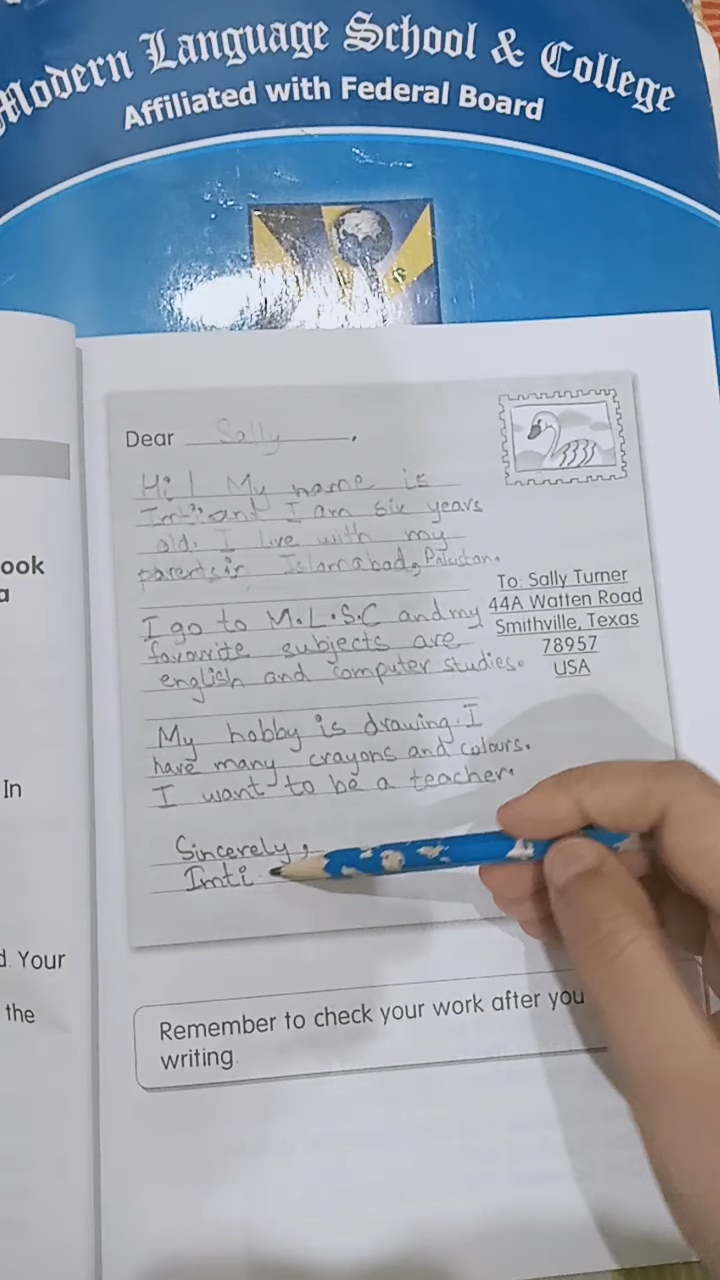 Modern Language School & College
Affiliated with Federal Board
Dear Sally,
Hi! My name is
Imti and I am six years
old. I live with my
parents in Islamabad, Pakistan.
I go to M.L.S.C and my
favourite subjects are
english and computer studies.
My hobby is drawing. I
have many crayons and colours.
I want to be a teacher.
Sincerely,
Imti
To: Sally Turner
44A Watten Road
Smithville, Texas
78957
USA
Remember to check your work after you
writing.
ook
a
In
d. Your
the